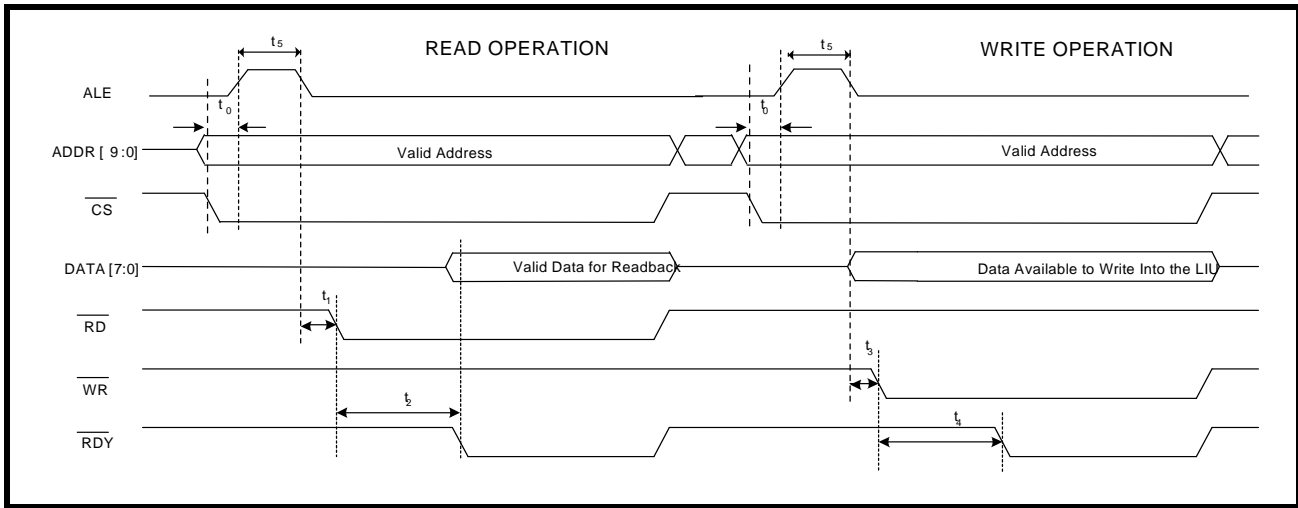 READ OPERATION
WRITE OPERATION
t5
t5
ALE
t0
t0
ADDR [ 9:0]
Valid Address
Valid Address
CS
DATA [7:0]
Valid Data for Readback
Data Available to Write Into the LIU
t1
RD
t3
WR
t2
t4
RDY